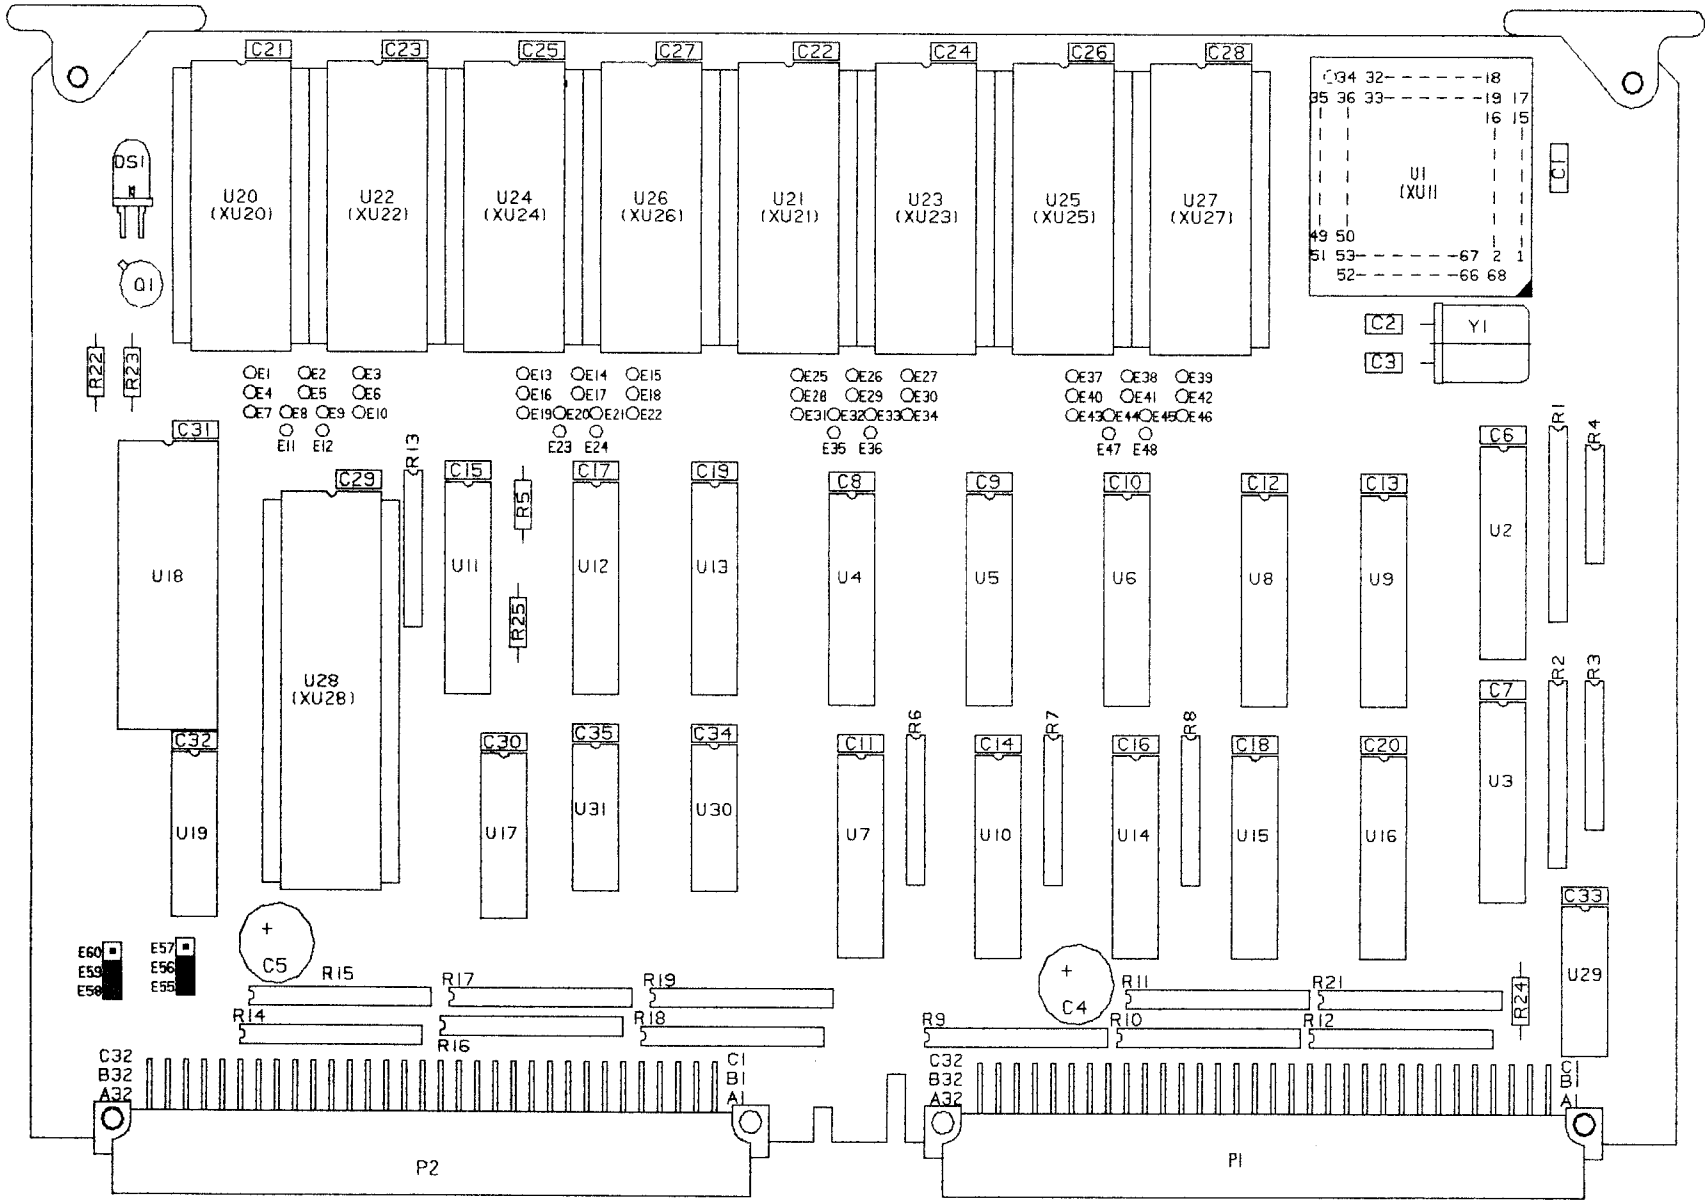 C21 C23 C25 C27 C22 C24 C26 C28
34 32 18
35 36 33 19 17
16 15
DS1
C1
U20 U22 U24 U26 U21 U23 U25 U27 U1
(XU20) (XU22) (XU24) (XU26) (XU21) (XU23) (XU25) (XU27) (XU1)
49 50
51 53 67 2 1
52 66 68
Q1
C2 Y1
C3
R22 R23
E1 E2 E3 E13 E14 E15 E25 E26 E27 E37 E38 E39
E4 E5 E6 E16 E17 E18 E28 E29 E30 E40 E41 E42
E7 E8 E9 E10 E19 E20 E21 E22 E31 E32 E33 E34 E43 E44 E45 E46
E11 E12 E23 E24 E35 E36 E47 E48
C31 R13 C6 R1 R4
C29 C15 C17 C19 C8 C9 C10 C12 C13
R5
U2
U18 U11 U12 U13 U4 U5 U6 U8 U9
R25
U28
(XU28)
R2 R3
C7
C32 C30 C35 C34 C11 R6 C14 R7 C16 R8 C18 C20
U3
U19 U17 U31 U30 U7 U10 U14 U15 U16
C33
+
C5
E60 E57
E59 E56
E58 E55
+
C4
U29
R15 R17 R19 R11 R21
R24
R14 R16 R18 R9 R10 R12
C32 C1 C32 C1
B32 B1 B32 B1
A32 A1 A32 A1
P2 P1